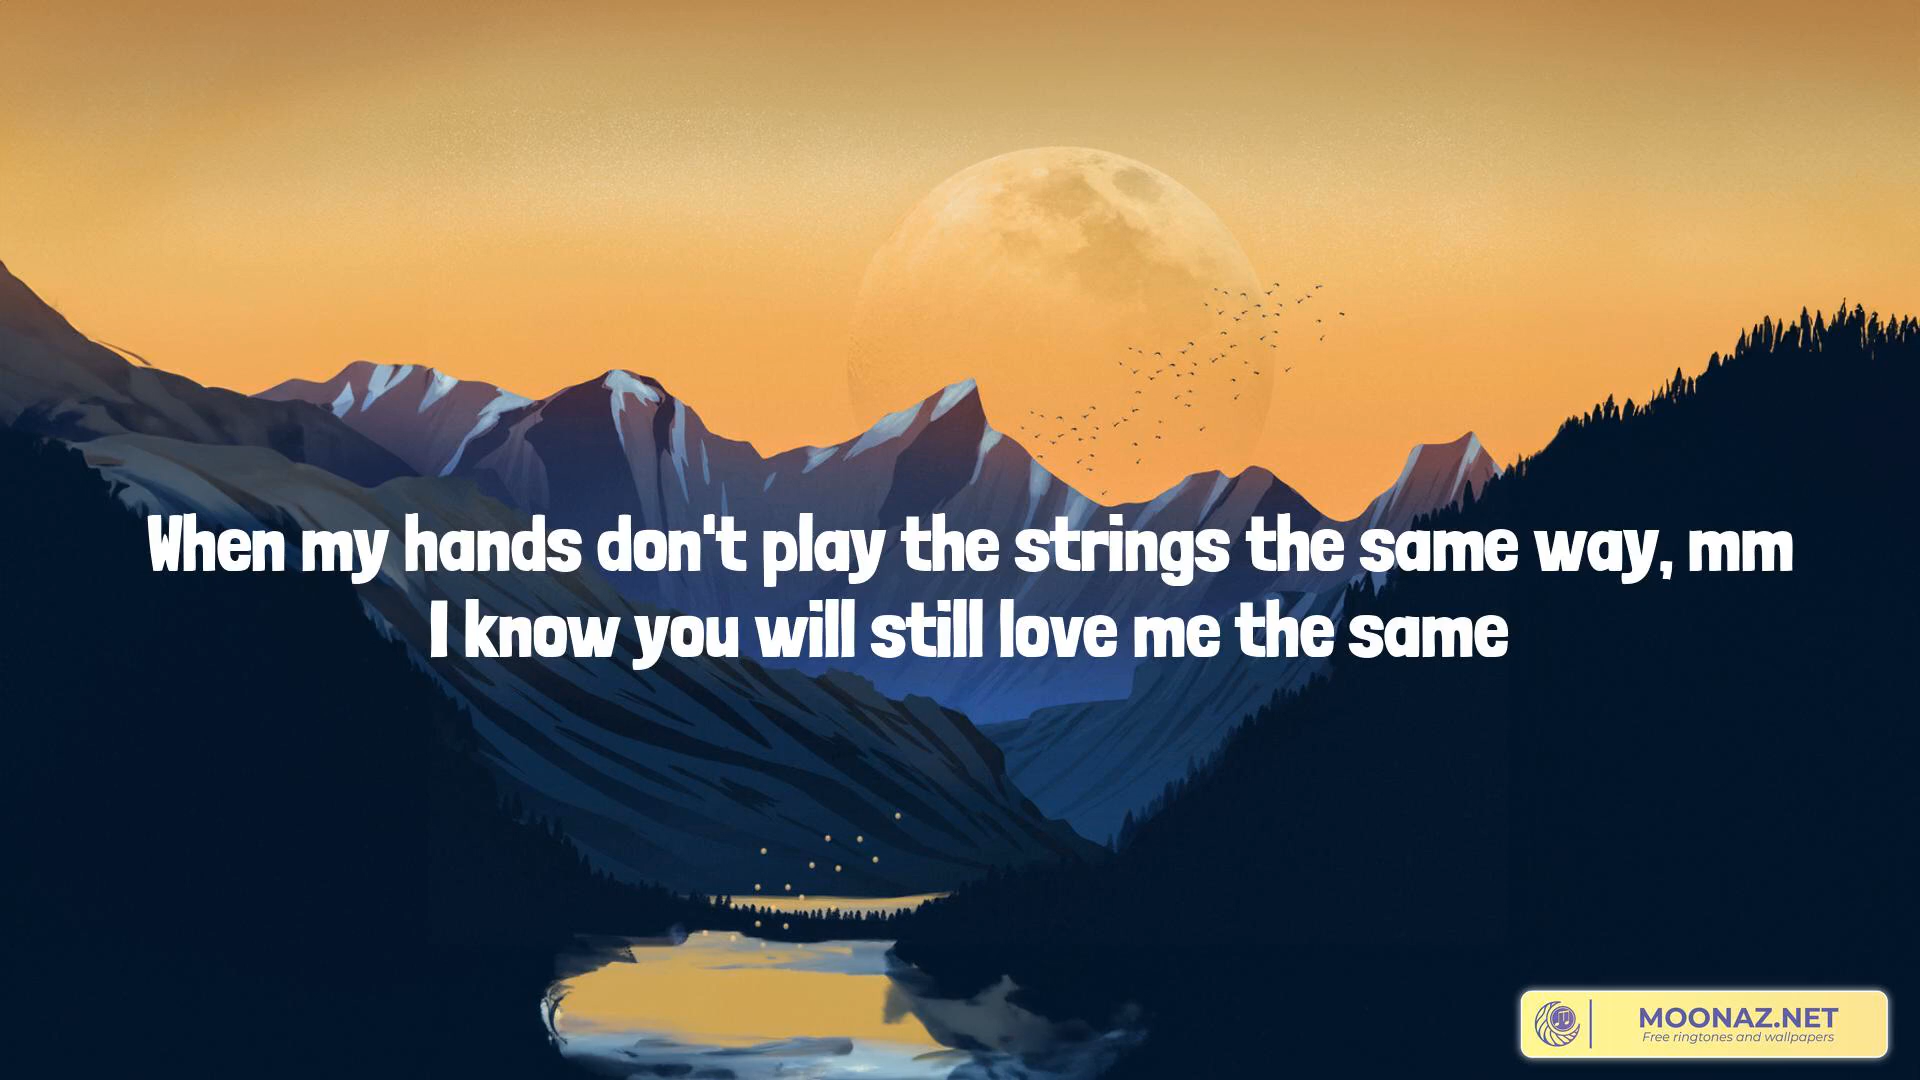 When my hands don't play the strings the same way, mm
I know you will still love me the same
MOONAZ.NET
Free ringtones and wallpapers